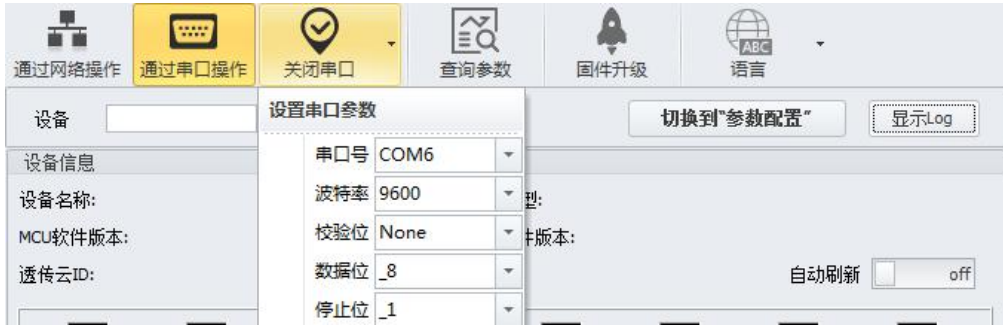 通过网络操作 通过串口操作 关闭串口 查询参数 固件升级 ABC 语言
设备 设置串口参数 切换到"参数配置" 显示Log
设备信息
串口号 COM6
设备名称: 波特率 9600 型:
MCU软件版本: 校验位 None 件版本:
透传云ID: 数据位 _8 自动刷新 off
停止位 _1